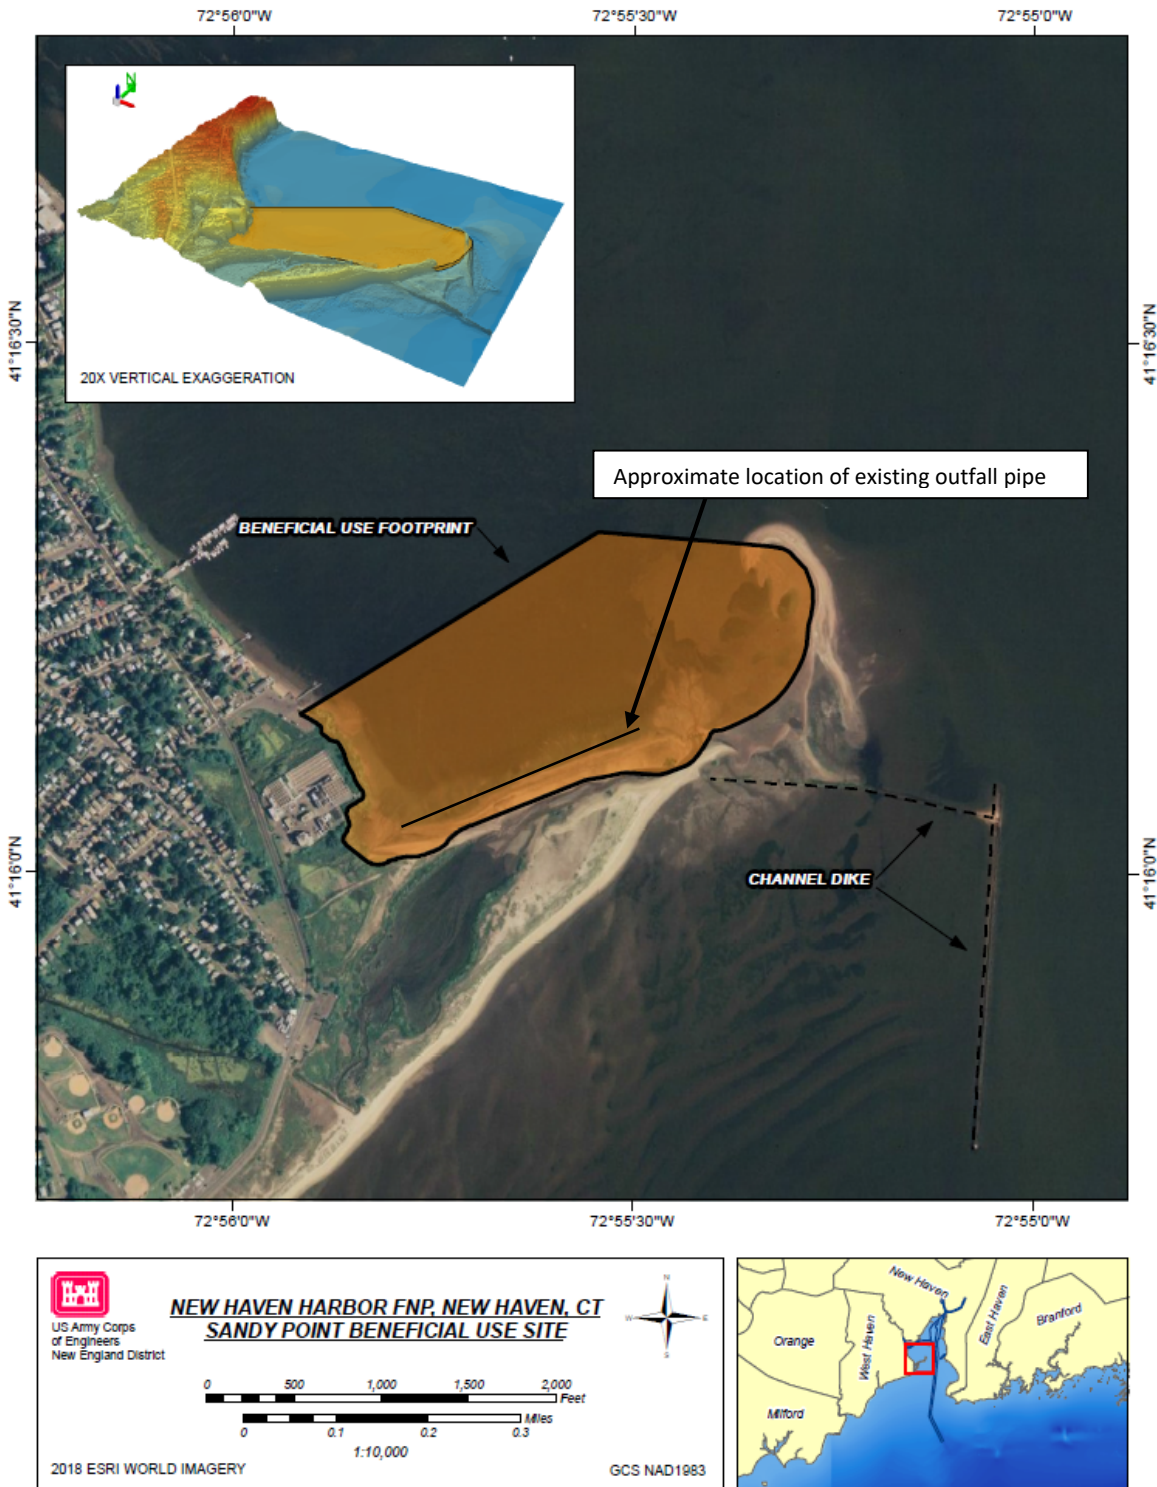 72°56'0"W
72°55'30"W
72°55'0"W
N
20X VERTICAL EXAGGERATION
41°16'30"N
41°16'30"N
Approximate location of existing outfall pipe
BENEFICIAL USE FOOTPRINT
41°16'0"N
41°16'0"N
CHANNEL DIKE
72°56'0"W
72°55'30"W
72°55'0"W
US Army Corps
of Engineers
New England District
NEW HAVEN HARBOR FNP, NEW HAVEN, CT
SANDY POINT BENEFICIAL USE SITE
N
W
E
S
0 500 1,000 1,500 2,000
Feet
Miles
0 0.1 0.2 0.3
1:10,000
2018 ESRI WORLD IMAGERY
GCS NAD1983
New Haven
East Haven
Branford
Orange
West Haven
Milford